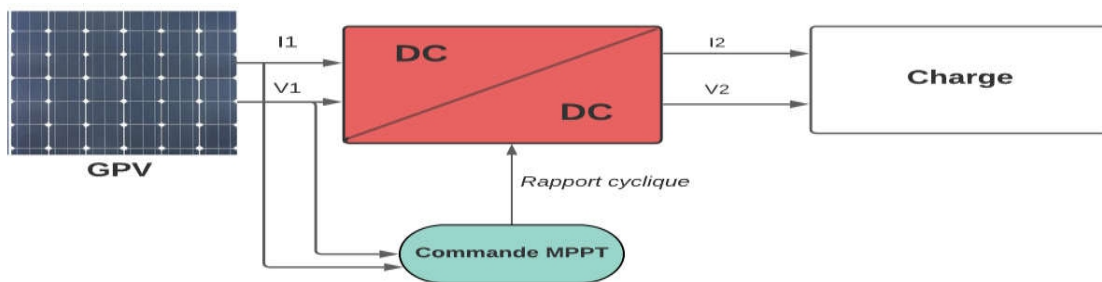 I1
V1
DC
DC
I2
V2
Charge
GPV
Rapport cyclique
Commande MPPT